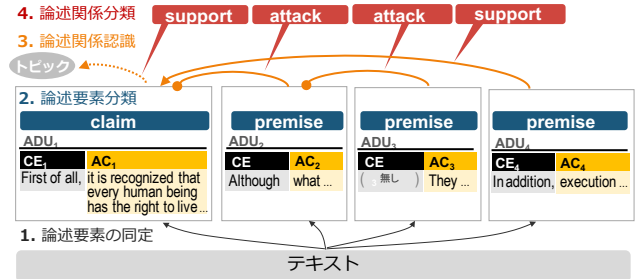 4. 論述関係分類
support
attack
attack
support
3. 論述関係認識
トピック
2. 論述要素分類
claim
premise
premise
premise
ADU1
ADU2
ADU3
ADU4
CE1
AC1
CE
AC2
CE
AC3
CE4
AC4
First of all,
it is recognized that
every human being
has the right to live ...
Although
what ...
( 3 無し )
They ...
In addition,
execution ...
1. 論述要素の同定
テキスト